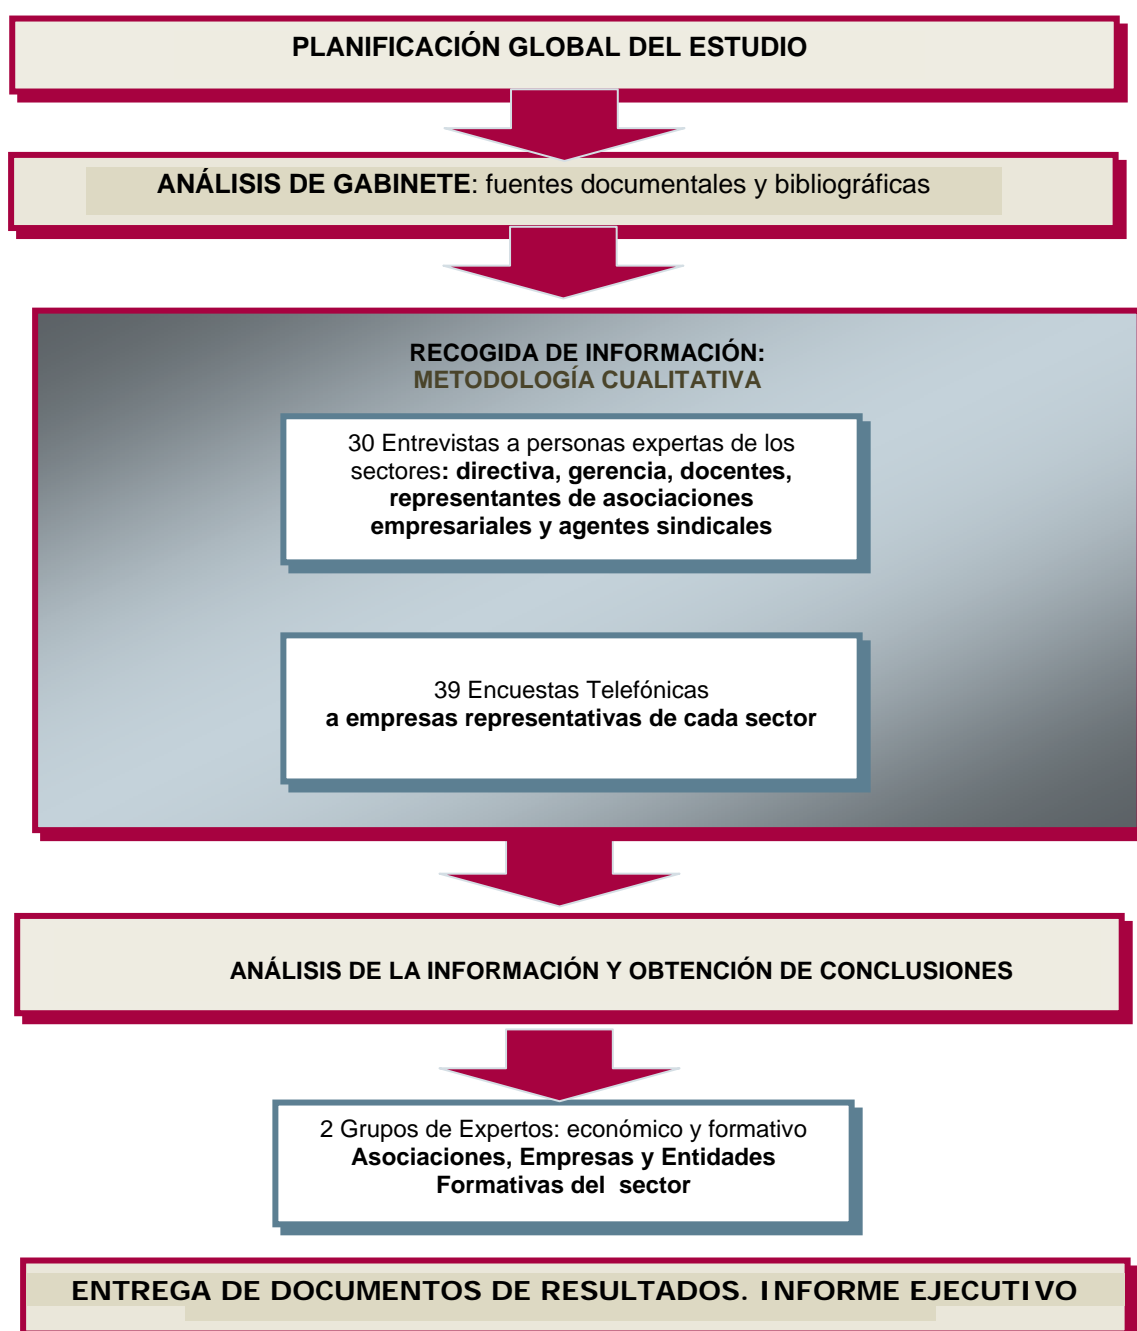 PLANIFICACIÓN GLOBAL DEL ESTUDIO
ANÁLISIS DE GABINETE: fuentes documentales y bibliográficas
RECOGIDA DE INFORMACIÓN:
METODOLOGÍA CUALITATIVA
30 Entrevistas a personas expertas de los
sectores: directiva, gerencia, docentes,
representantes de asociaciones
empresariales y agentes sindicales
39 Encuestas Telefónicas
a empresas representativas de cada sector
ANÁLISIS DE LA INFORMACIÓN Y OBTENCIÓN DE CONCLUSIONES
2 Grupos de Expertos: económico y formativo
Asociaciones, Empresas y Entidades
Formativas del sector
ENTREGA DE DOCUMENTOS DE RESULTADOS. INFORME EJECUTIVO